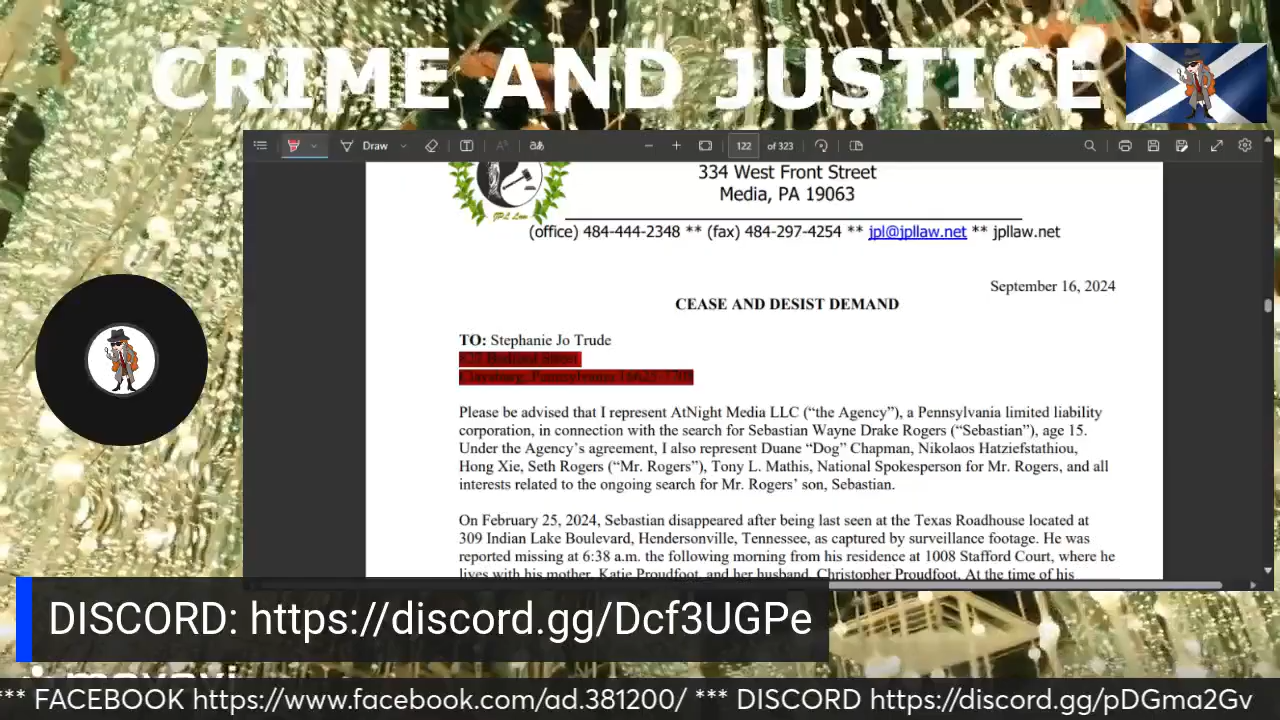 CRIME AND JUSTICE
Draw
122 of 323
334 West Front Street
Media, PA 19063
JPL Law
(office) 484-444-2348 ** (fax) 484-297-4254 ** jpl@jpllaw.net ** jpllaw.net
September 16, 2024
CEASE AND DESIST DEMAND
TO: Stephanie Jo Trude
Please be advised that I represent AtNight Media LLC (“the Agency”), a Pennsylvania limited liability
corporation, in connection with the search for Sebastian Wayne Drake Rogers (“Sebastian”), age 15.
Under the Agency’s agreement, I also represent Duane “Dog” Chapman, Nikolaos Hatziefstathiou,
Hong Xie, Seth Rogers (“Mr. Rogers”), Tony L. Mathis, National Spokesperson for Mr. Rogers, and all
interests related to the ongoing search for Mr. Rogers’ son, Sebastian.
On February 25, 2024, Sebastian disappeared after being last seen at the Texas Roadhouse located at
309 Indian Lake Boulevard, Hendersonville, Tennessee, as captured by surveillance footage. He was
reported missing at 6:38 a.m. the following morning from his residence at 1008 Stafford Court, where he
lives with his mother, Katie Proudfoot, and her husband, Christopher Proudfoot. At the time of his
DISCORD: https://discord.gg/Dcf3UGPe
*** FACEBOOK https://www.facebook.com/ad.381200/ *** DISCORD https://discord.gg/pDGma2Gv